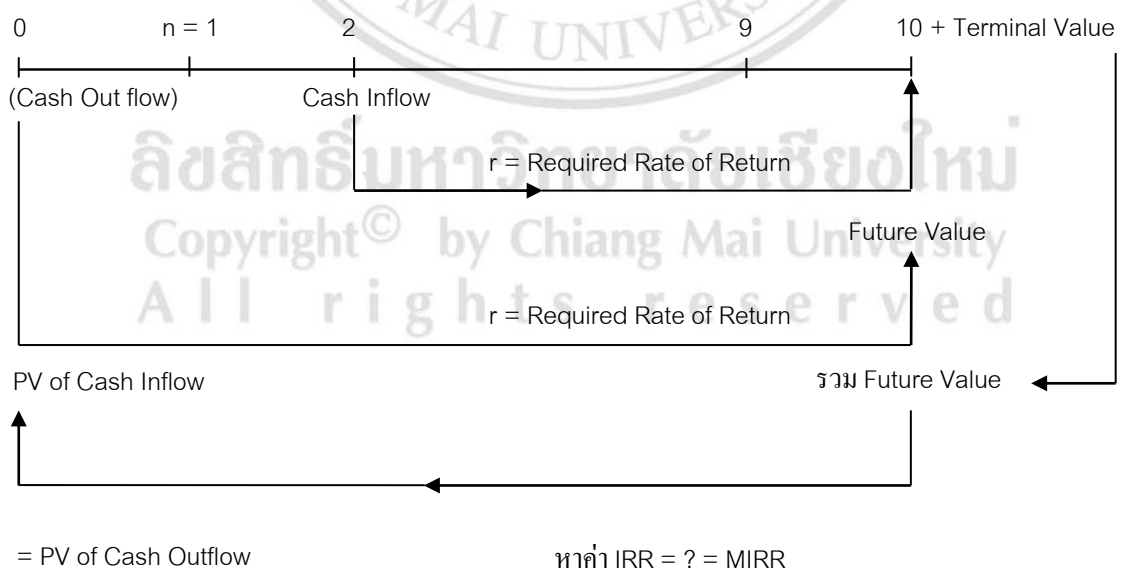 MAI UNIVERS
0 n = 1 2 9 10 + Terminal Value
(Cash Out flow) Cash Inflow
r = Required Rate of Return
ลิขสิทธิ์มหาวิทยาลัยเชียงใหม่
Copyright© by Chiang Mai University
Future Value
All rights reserved
r = Required Rate of Return
PV of Cash Inflow รวม Future Value
= PV of Cash Outflow หาค่า IRR = ? = MIRR